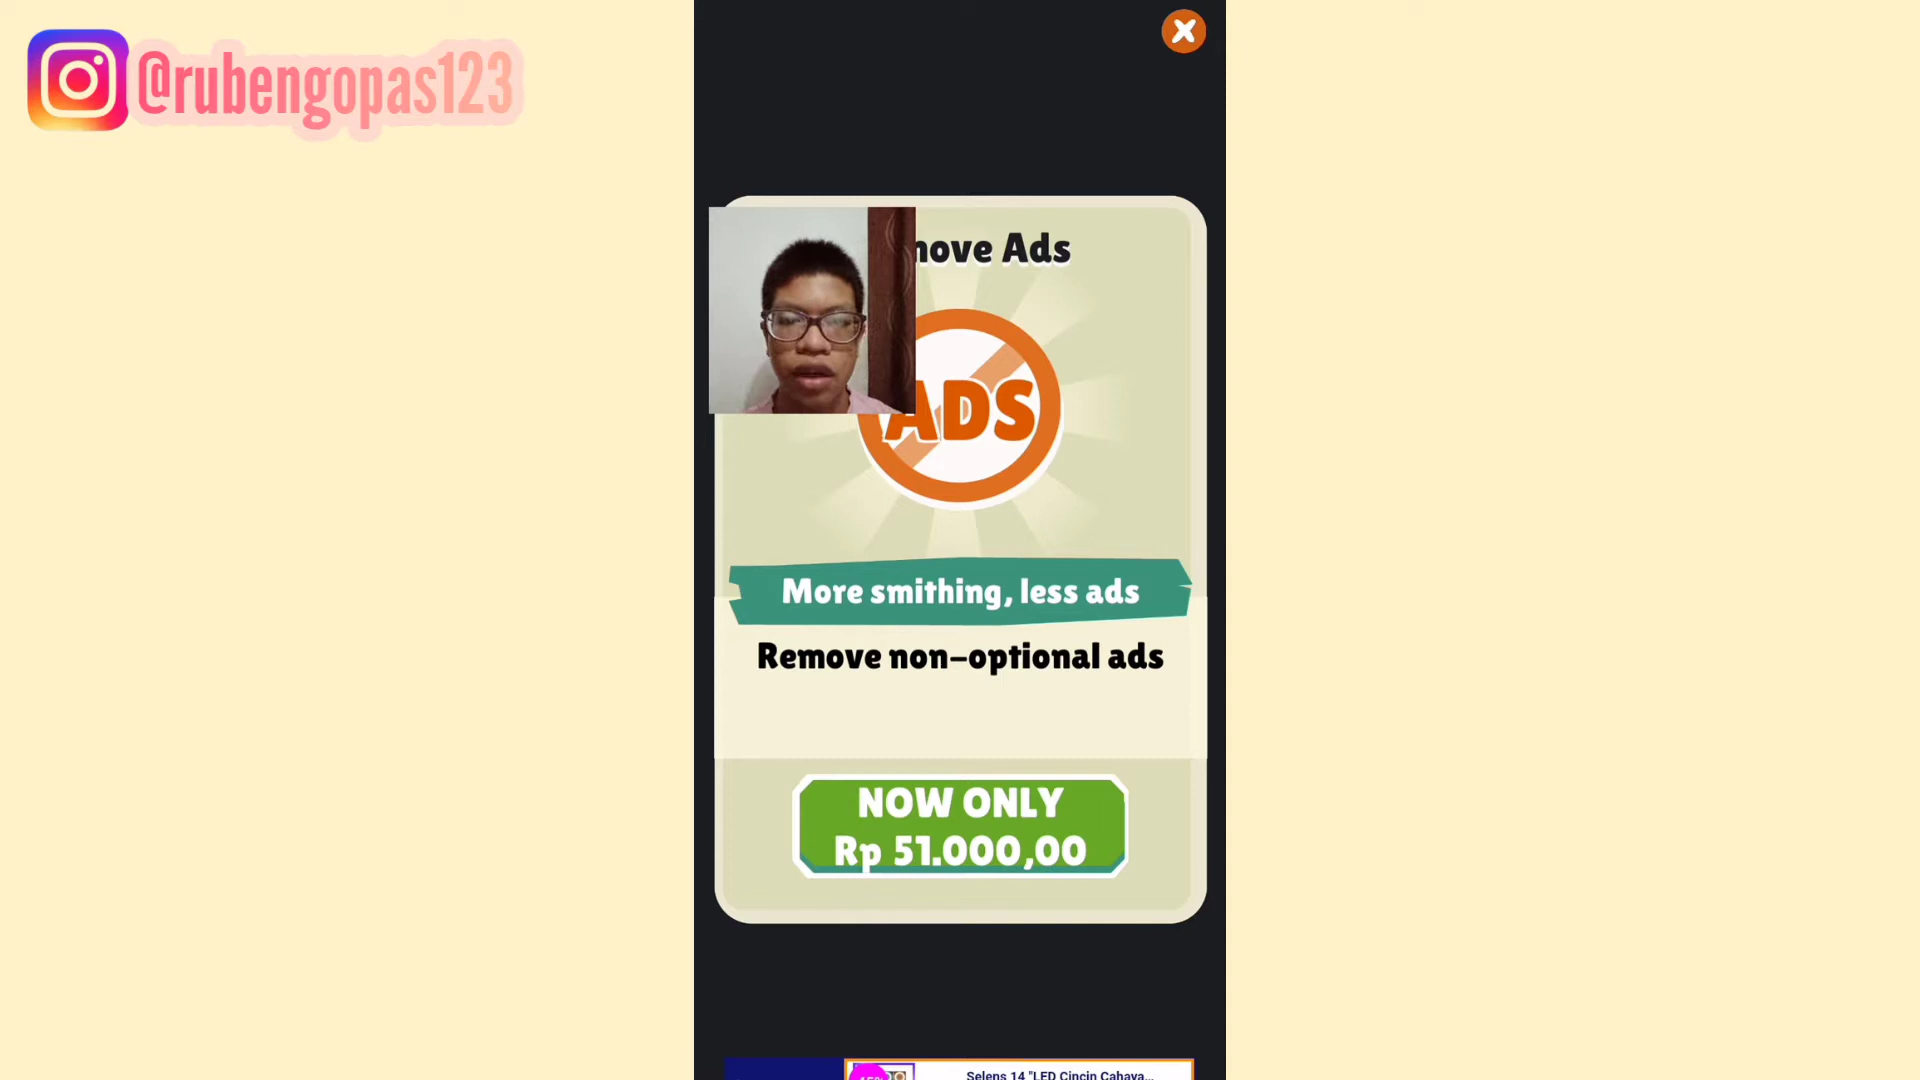 @rubengopas123
move Ads
ADS
More smithing, less ads
Remove non-optional ads
NOW ONLY
Rp 51.000,00
Selens 14 "LED Cincin Cahaya...